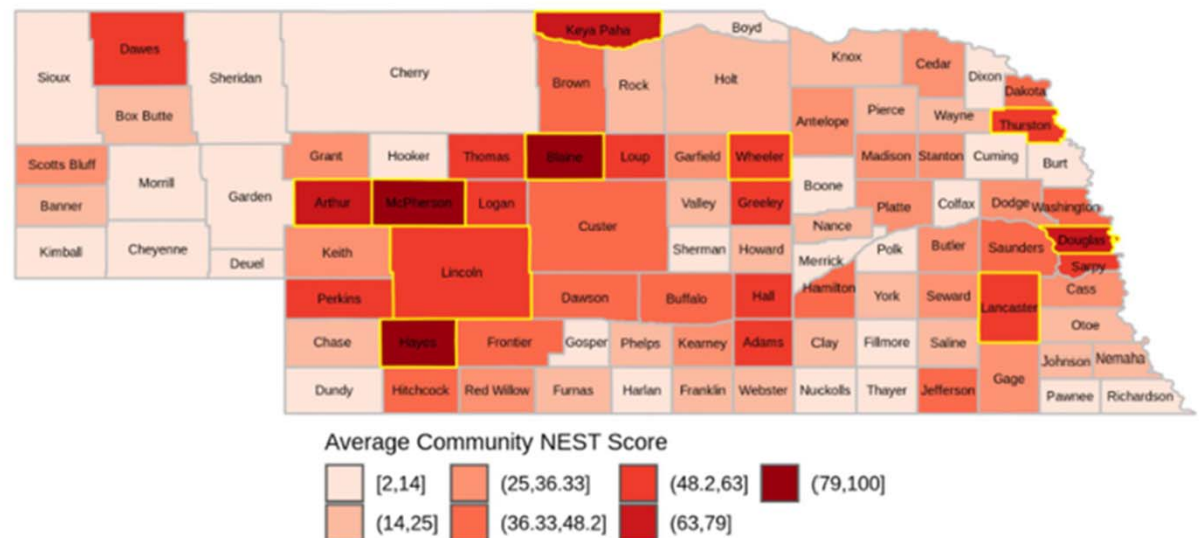 Keya Paha Boyd
Dawes Knox
Sioux Sheridan Cherry Brown Rock Holt Cedar Dixon
Box Butte Antelope Pierce Wayne Dakota
Thurston
Scotts Bluff Grant Hooker Thomas Blaine Loup Garfield Wheeler Madison Stanton Cuming Burt
Morrill Garden Boone
Banner Arthur McPherson Logan Custer Valley Greeley Platte Colfax Dodge Washington
Nance
Kimball Cheyenne Keith Sherman Howard Polk Butler Saunders Douglas
Deuel Lincoln Merrick Sarpy
Perkins Dawson Buffalo Hall Hamilton York Seward Lancaster Cass
Otoe
Chase Hayes Frontier Gosper Phelps Kearney Adams Clay Fillmore Saline
Johnson Nemaha
Dundy Hitchcock Red Willow Furnas Harlan Franklin Webster Nuckolls Thayer Jefferson Gage Pawnee Richardson
Average Community NEST Score
[2,14] (25,36.33] (48.2,63] (79,100]
(14,25] (36.33,48.2] (63,79]